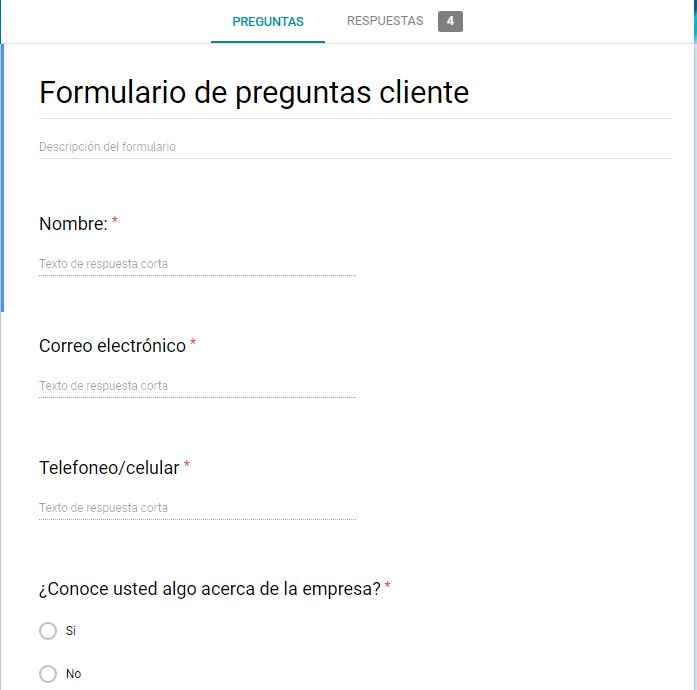 PREGUNTAS RESPUESTAS 4
Formulario de preguntas cliente
Descripción del formulario
Nombre: *
Texto de respuesta corta
Correo electrónico *
Texto de respuesta corta
Telefoneo/celular *
Texto de respuesta corta
¿Conoce usted algo acerca de la empresa? *
Si
No